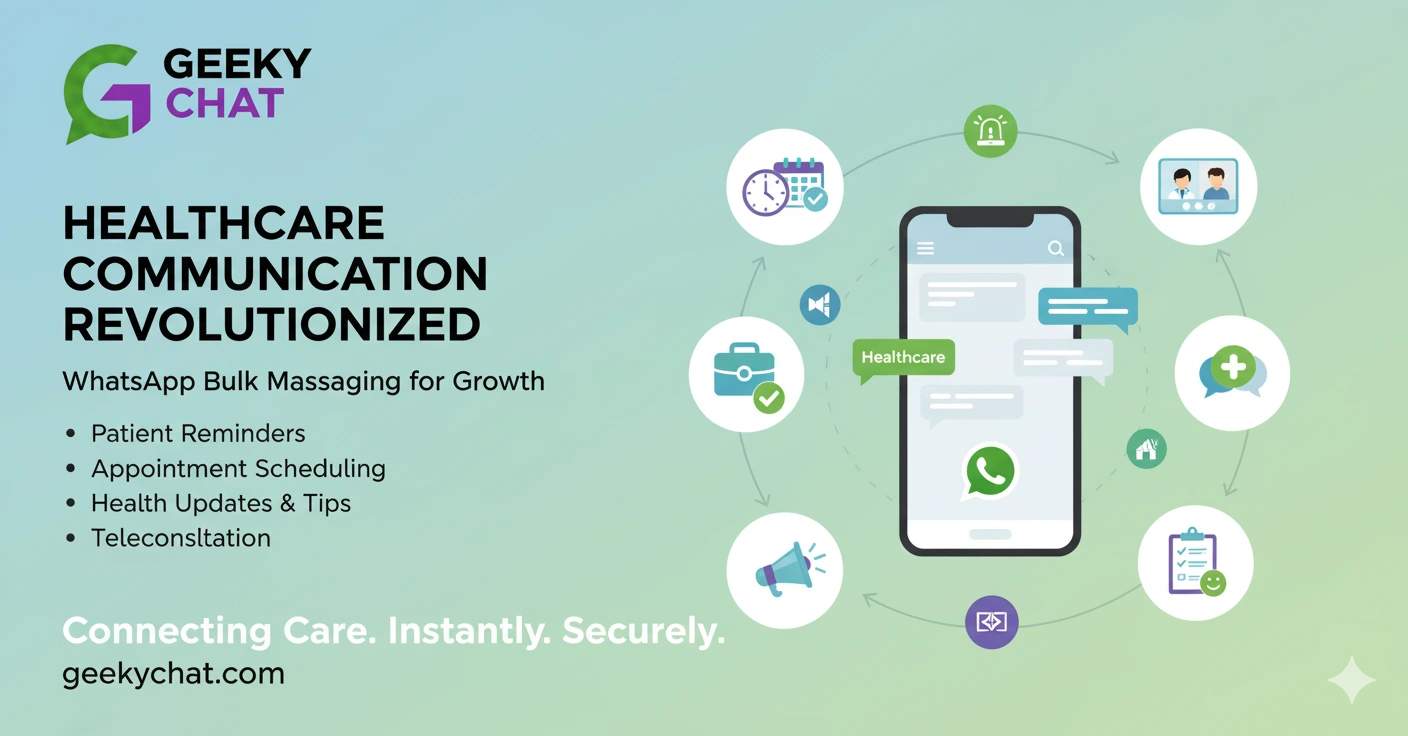 GEEKY
CHAT
HEALTHCARE
COMMUNICATION
REVOLUTIONIZED
WhatsApp Bulk Massaging for Growth
• Patient Reminders
• Appointment Scheduling
• Health Updates & Tips
• Teleconsltation
Connecting Care. Instantly. Securely.
geekychat.com
Healthcare